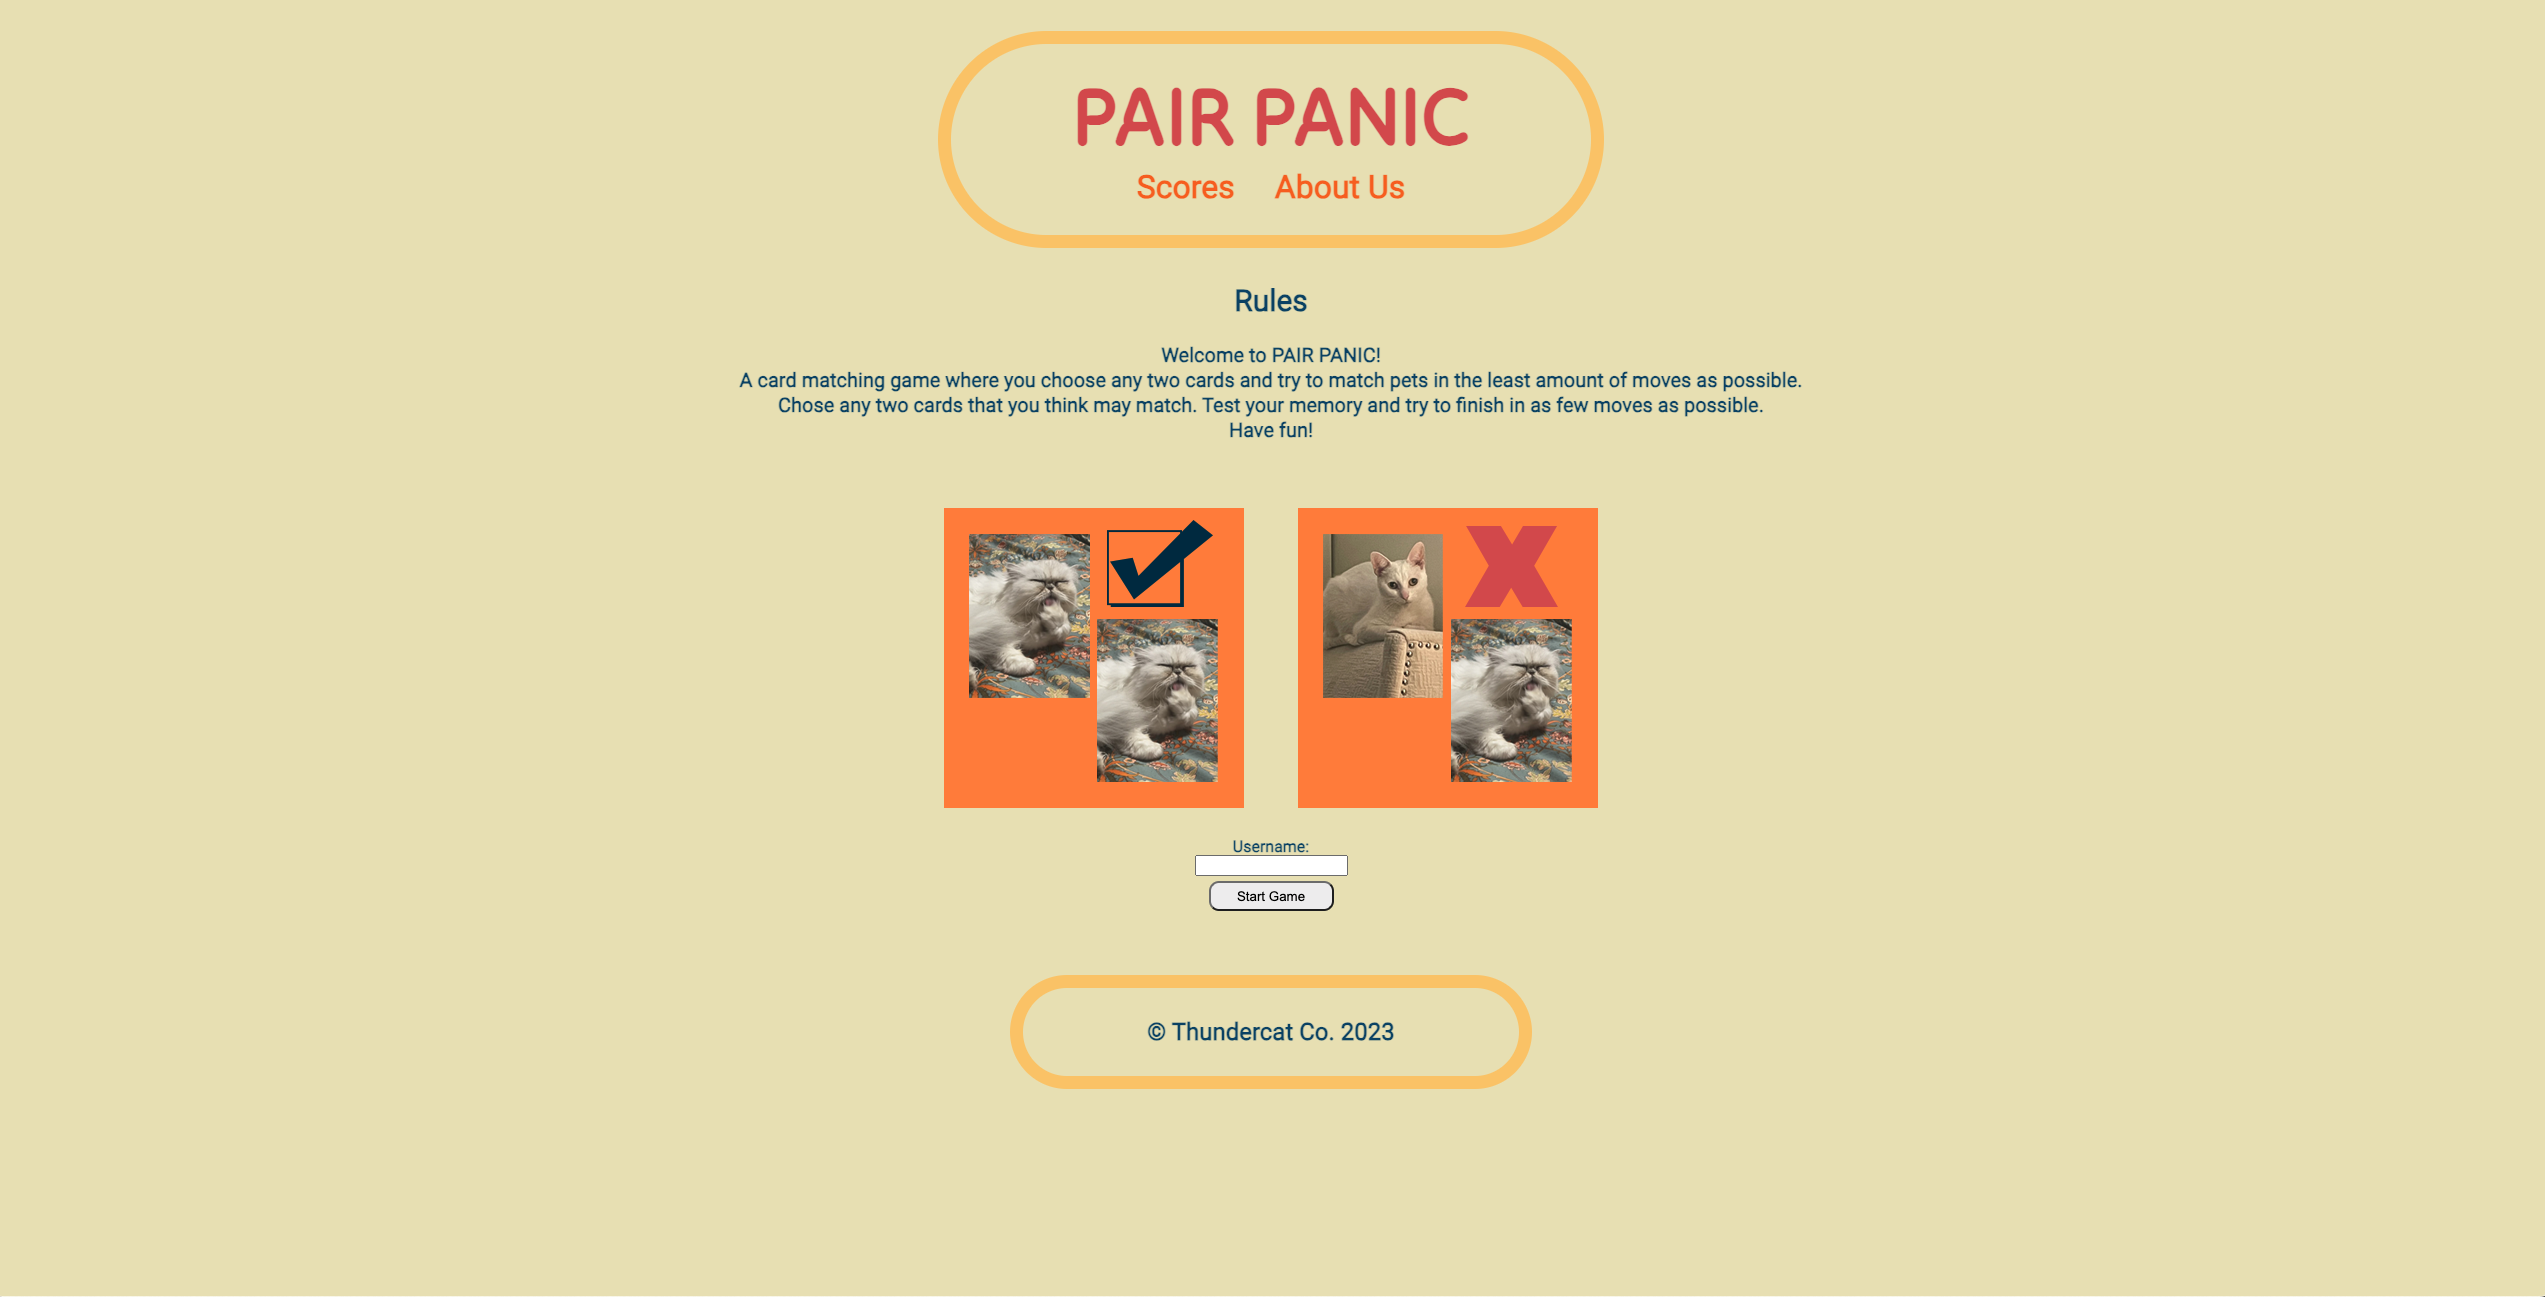 PAIR PANIC
Scores About Us
Rules
Welcome to PAIR PANIC!
A card matching game where you choose any two cards and try to match pets in the least amount of moves as possible.
Chose any two cards that you think may match. Test your memory and try to finish in as few moves as possible.
Have fun!
Username:
Start Game
© Thundercat Co. 2023